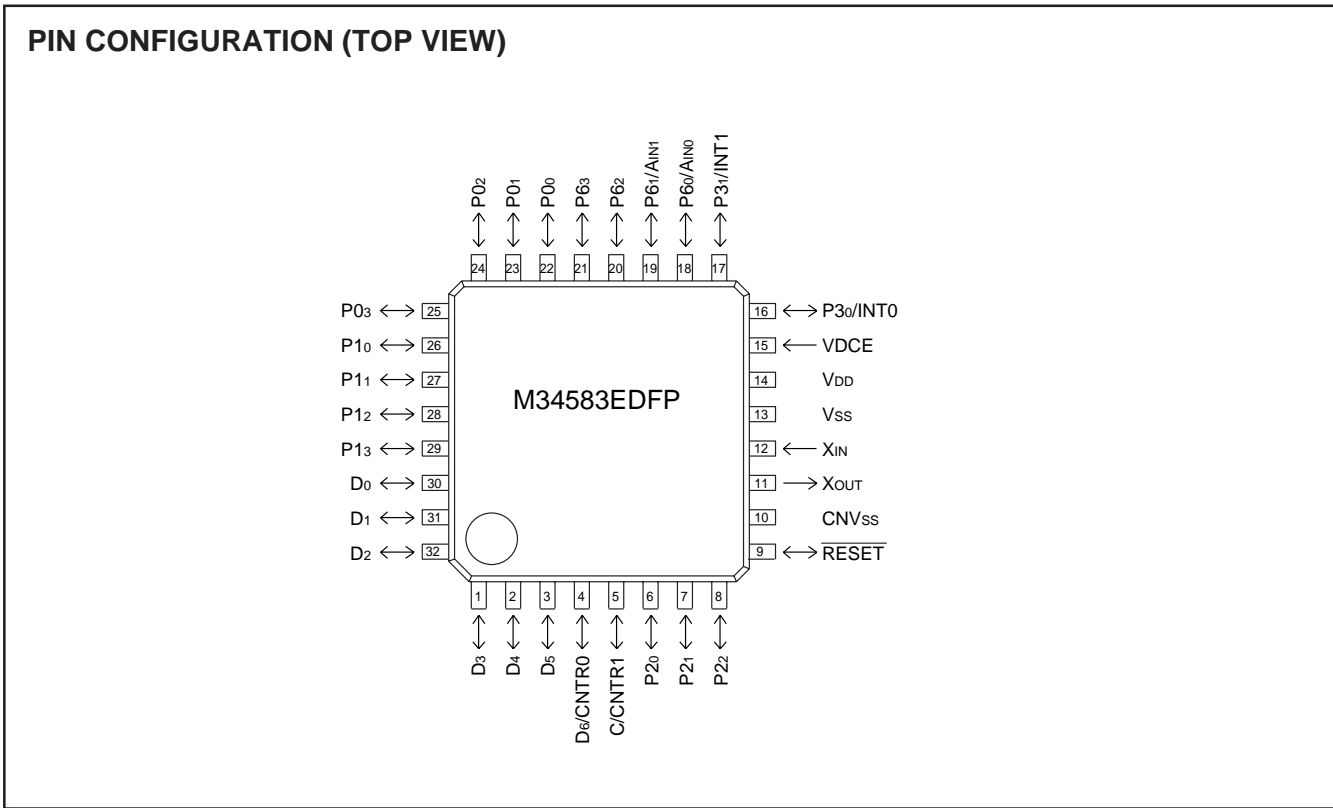 PIN CONFIGURATION (TOP VIEW)
P02
P01
P00
P63
P62
P61/AIN1
P60/AIN0
P31/INT1
24
23
22
21
20
19
18
17
P03
25
P10
26
P11
27
P12
28
P13
29
D0
30
D1
31
D2
32
M34583EDFP
16
P30/INT0
15
VDCE
14
VDD
13
VSS
12
XIN
11
XOUT
10
CNVSS
9
RESET
1
2
3
4
5
6
7
8
D3
D4
D5
D6/CNTR0
C/CNTR1
P20
P21
P22